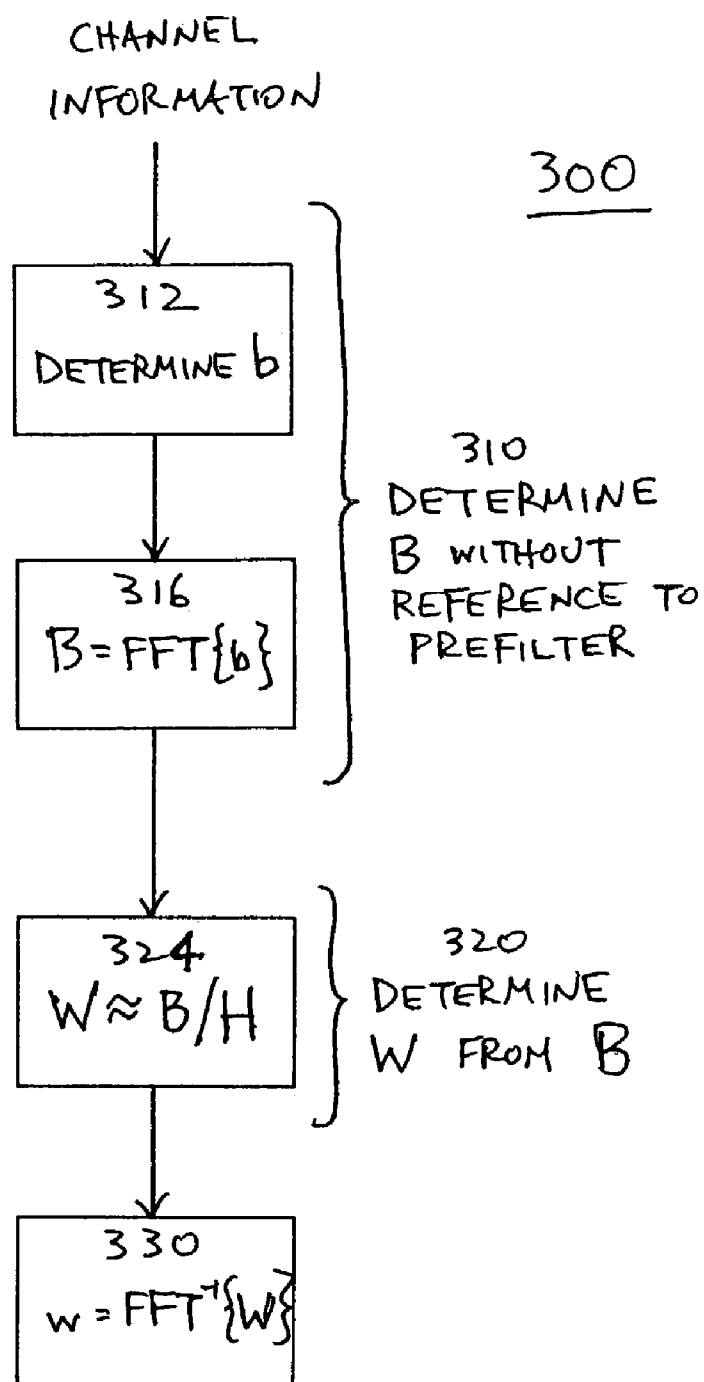 CHANNEL
INFORMATION
300
312
DETERMINE b
316
B = FFT{b}
310
DETERMINE
B WITHOUT
REFERENCE TO
PREFILTER
324
W ≈ B/H
320
DETERMINE
W FROM B
330
w = FFT⁻¹{W}